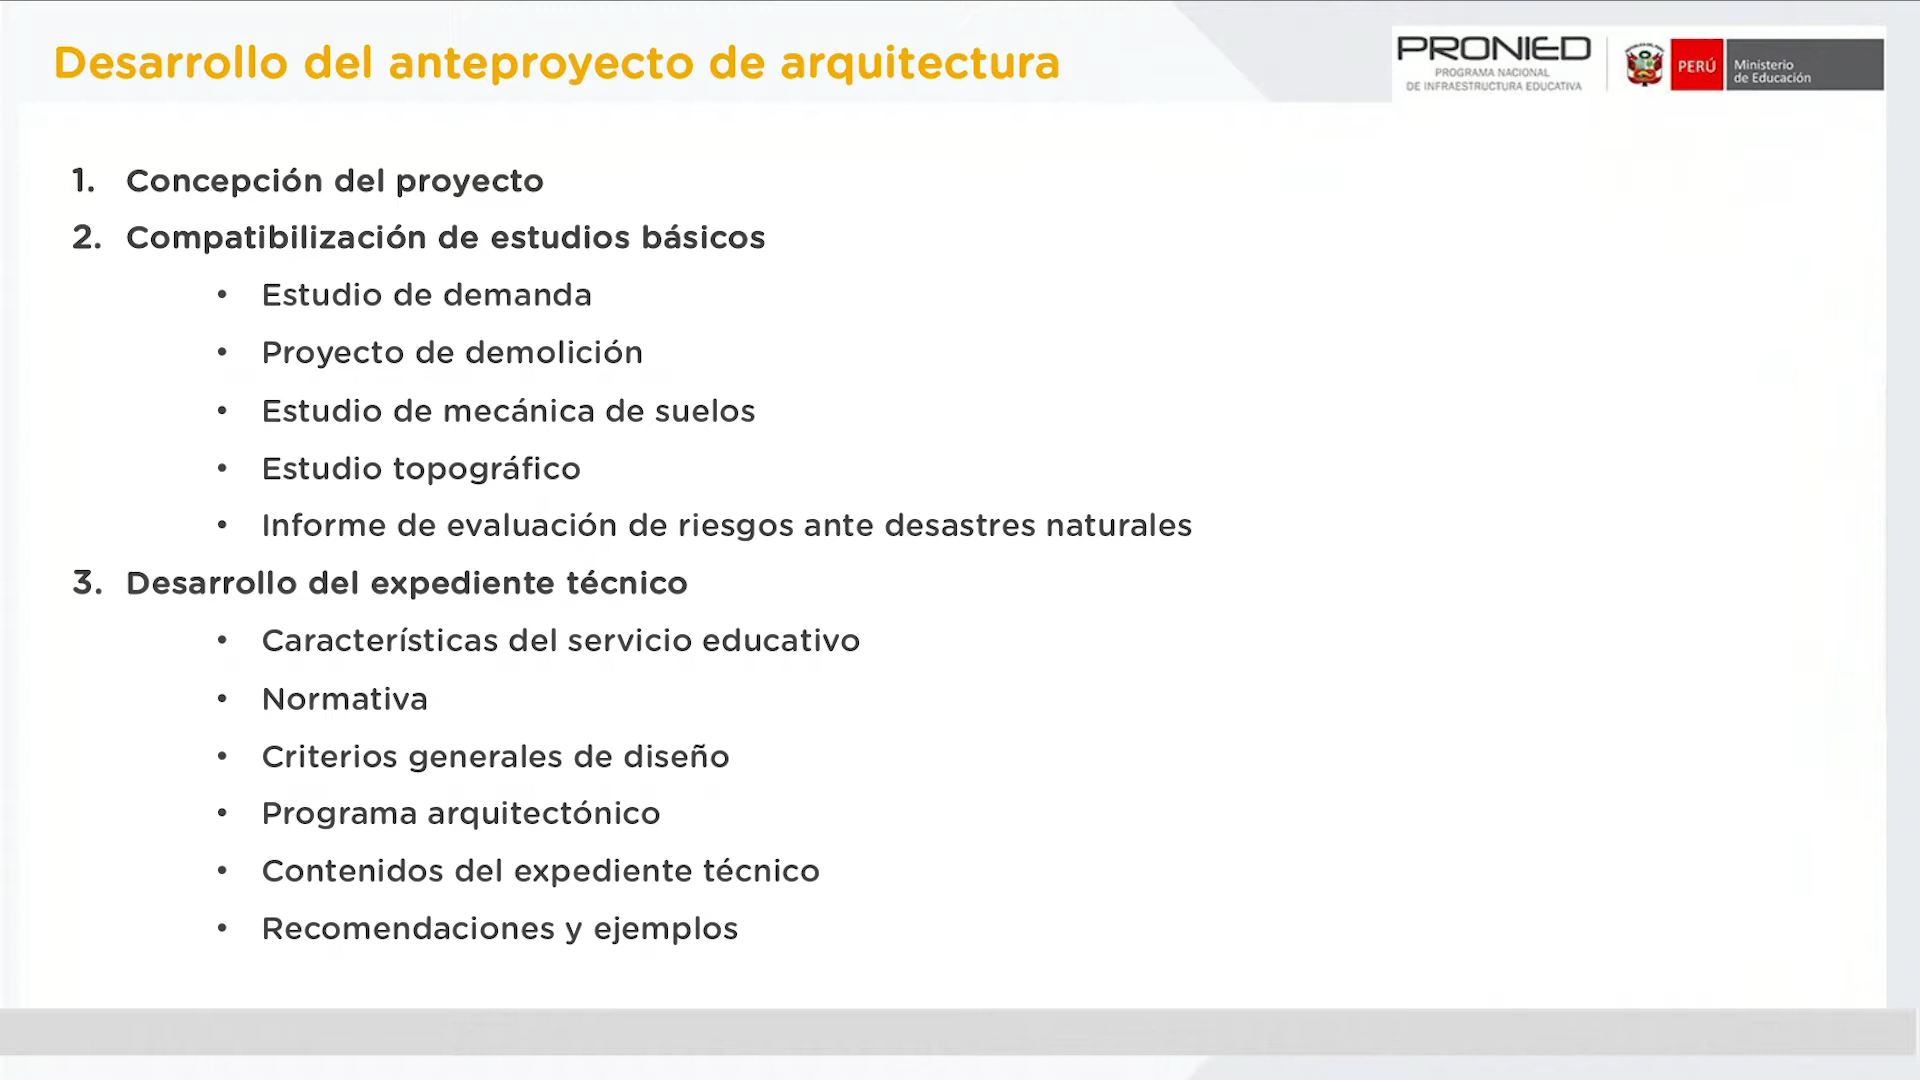 Desarrollo del anteproyecto de arquitectura
PRONIED
PROGRAMA NACIONAL
DE INFRAESTRUCTURA EDUCATIVA
PERÚ
Ministerio
de Educación
1. Concepción del proyecto
2. Compatibilización de estudios básicos
• Estudio de demanda
• Proyecto de demolición
• Estudio de mecánica de suelos
• Estudio topográfico
• Informe de evaluación de riesgos ante desastres naturales
3. Desarrollo del expediente técnico
• Características del servicio educativo
• Normativa
• Criterios generales de diseño
• Programa arquitectónico
• Contenidos del expediente técnico
• Recomendaciones y ejemplos